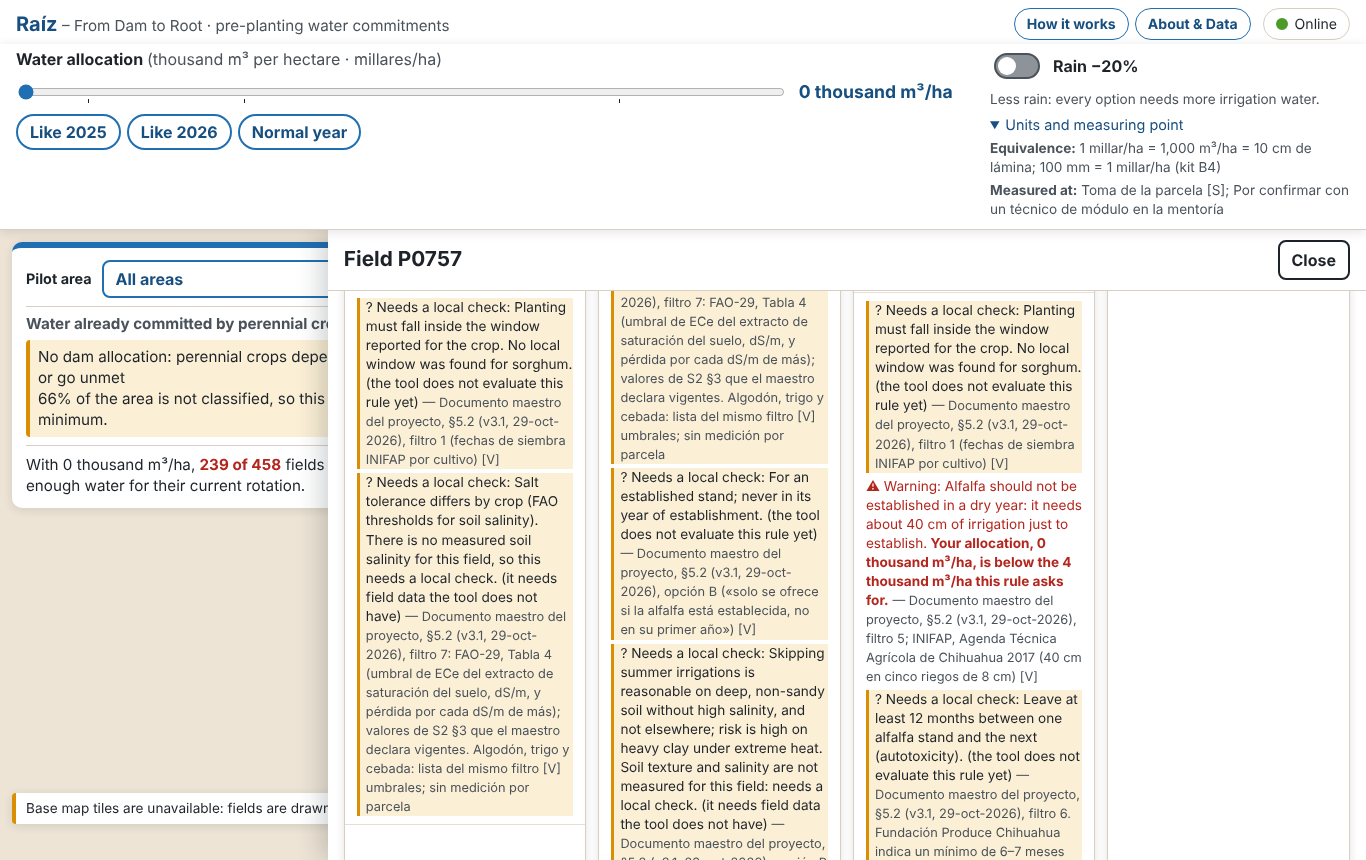 Raíz – From Dam to Root · pre-planting water commitments
How it works
About & Data
Online
Water allocation (thousand m³ per hectare · millares/ha)
0 thousand m³/ha
Like 2025
Like 2026
Normal year
Rain −20%
Less rain: every option needs more irrigation water.
▼ Units and measuring point
Equivalence: 1 millar/ha = 1,000 m³/ha = 10 cm de
lámina; 100 mm = 1 millar/ha (kit B4)
Measured at: Toma de la parcela [S]; Por confirmar con
un técnico de módulo en la mentoría
Pilot area
All areas
Water already committed by perennial cr
No dam allocation: perennial crops depe
or go unmet
66% of the area is not classified, so this
minimum.
With 0 thousand m³/ha, 239 of 458 fields
enough water for their current rotation.
Base map tiles are unavailable: fields are drawn
Field P0757
Close
? Needs a local check: Planting
must fall inside the window
reported for the crop. No local
window was found for sorghum.
(the tool does not evaluate this
rule yet) — Documento maestro
del proyecto, §5.2 (v3.1, 29-oct-
2026), filtro 1 (fechas de siembra
INIFAP por cultivo) [V]
? Needs a local check: Salt
tolerance differs by crop (FAO
thresholds for soil salinity).
There is no measured soil
salinity for this field, so this
needs a local check. (it needs
field data the tool does not
have) — Documento maestro del
proyecto, §5.2 (v3.1, 29-oct-
2026), filtro 7: FAO-29, Tabla 4
(umbral de ECe del extracto de
saturación del suelo, dS/m, y
pérdida por cada dS/m de más);
valores de S2 §3 que el maestro
declara vigentes. Algodón, trigo y
cebada: lista del mismo filtro [V]
umbrales; sin medición por
parcela
2026), filtro 7: FAO-29, Tabla 4
(umbral de ECe del extracto de
saturación del suelo, dS/m, y
pérdida por cada dS/m de más);
valores de S2 §3 que el maestro
declara vigentes. Algodón, trigo y
cebada: lista del mismo filtro [V]
umbrales; sin medición por
parcela
? Needs a local check: For an
established stand; never in its
year of establishment. (the tool
does not evaluate this rule yet)
— Documento maestro del
proyecto, §5.2 (v3.1, 29-oct-
2026), opción B («solo se ofrece
si la alfalfa está establecida, no
en su primer año») [V]
? Needs a local check: Skipping
summer irrigations is
reasonable on deep, non-sandy
soil without high salinity, and
not elsewhere; risk is high on
heavy clay under extreme heat.
Soil texture and salinity are not
measured for this field: needs a
local check. (it needs field data
the tool does not have) —
Documento maestro del proyecto,
? Needs a local check: Planting
must fall inside the window
reported for the crop. No local
window was found for sorghum.
(the tool does not evaluate this
rule yet) — Documento maestro
del proyecto, §5.2 (v3.1, 29-oct-
2026), filtro 1 (fechas de siembra
INIFAP por cultivo) [V]
⚠ Warning: Alfalfa should not be
established in a dry year: it needs
about 40 cm of irrigation just to
establish. Your allocation, 0
thousand m³/ha, is below the 4
thousand m³/ha this rule asks
for. — Documento maestro del
proyecto, §5.2 (v3.1, 29-oct-2026),
filtro 5; INIFAP, Agenda Técnica
Agrícola de Chihuahua 2017 (40 cm
en cinco riegos de 8 cm) [V]
? Needs a local check: Leave at
least 12 months between one
alfalfa stand and the next
(autotoxicity). (the tool does not
evaluate this rule yet) —
Documento maestro del proyecto,
§5.2 (v3.1, 29-oct-2026), filtro 6.
Fundación Produce Chihuahua
indica un mínimo de 6–7 meses